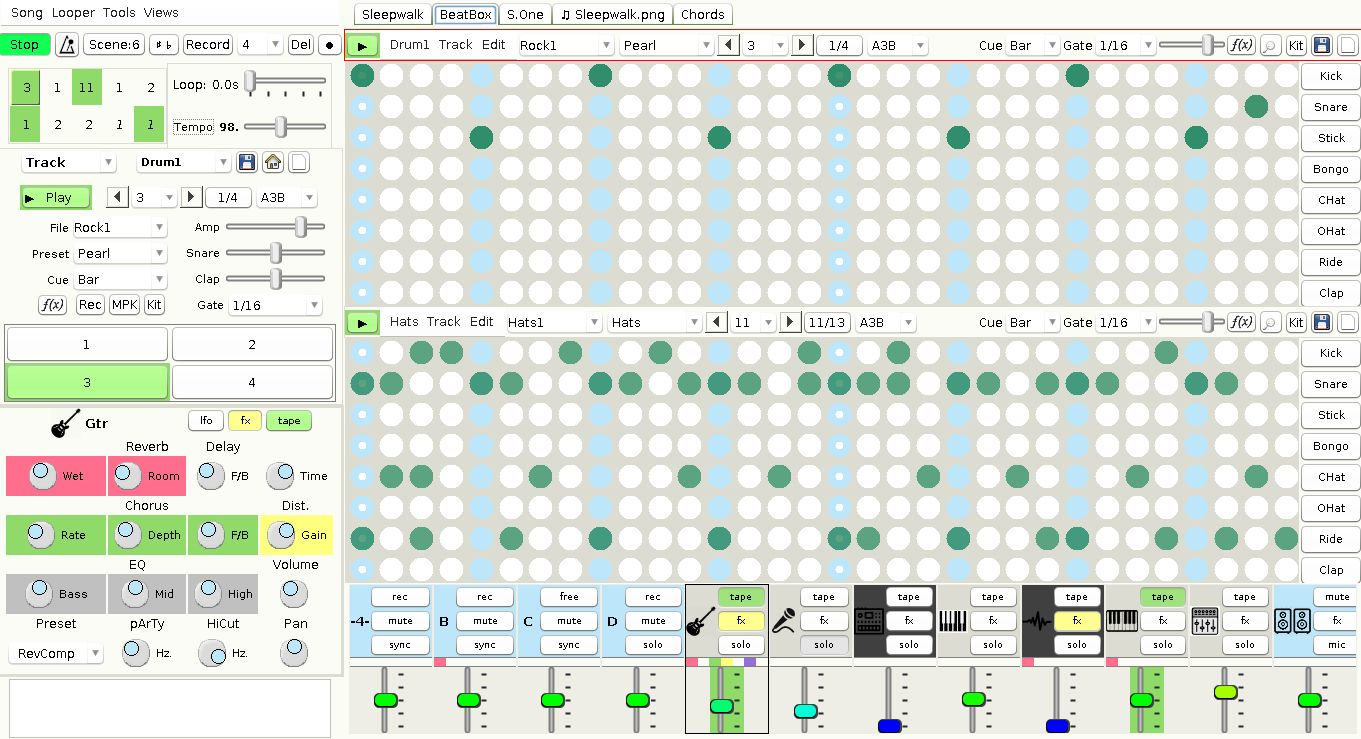 Song Looper Tools Views
Sleepwalk BeatBox S.One ♫ Sleepwalk.png Chords
Stop Scene:6 ♯♭ Record 4 Del
Drum1 Track Edit Rock1 Pearl 3 1/4 A3B Cue Bar Gate 1/16 f(x) Kit
3 1 11 1 2
1 2 2 1 1
Loop: 0.0s
Tempo 98.
Track Drum1
Play 3 1/4 A3B
File Rock1 Amp
Preset Pearl Snare
Cue Bar Clap
f(x) Rec MPK Kit Gate 1/16
1 2
3 4
Gtr lfo fx tape
Reverb Delay
Wet Room F/B Time
Chorus Dist.
Rate Depth F/B Gain
EQ Volume
Bass Mid High
Preset pArTy HiCut Pan
RevComp Hz. Hz.
Kick
Snare
Stick
Bongo
CHat
OHat
Ride
Clap
Hats Track Edit Hats1 Hats 11 11/13 A3B Cue Bar Gate 1/16 f(x) Kit
Kick
Snare
Stick
Bongo
CHat
OHat
Ride
Clap
rec rec free rec tape tape tape tape tape tape tape mute
-4- mute B mute C mute D mute fx fx fx fx fx fx fx fx
sync sync sync solo solo solo solo solo solo solo solo mic